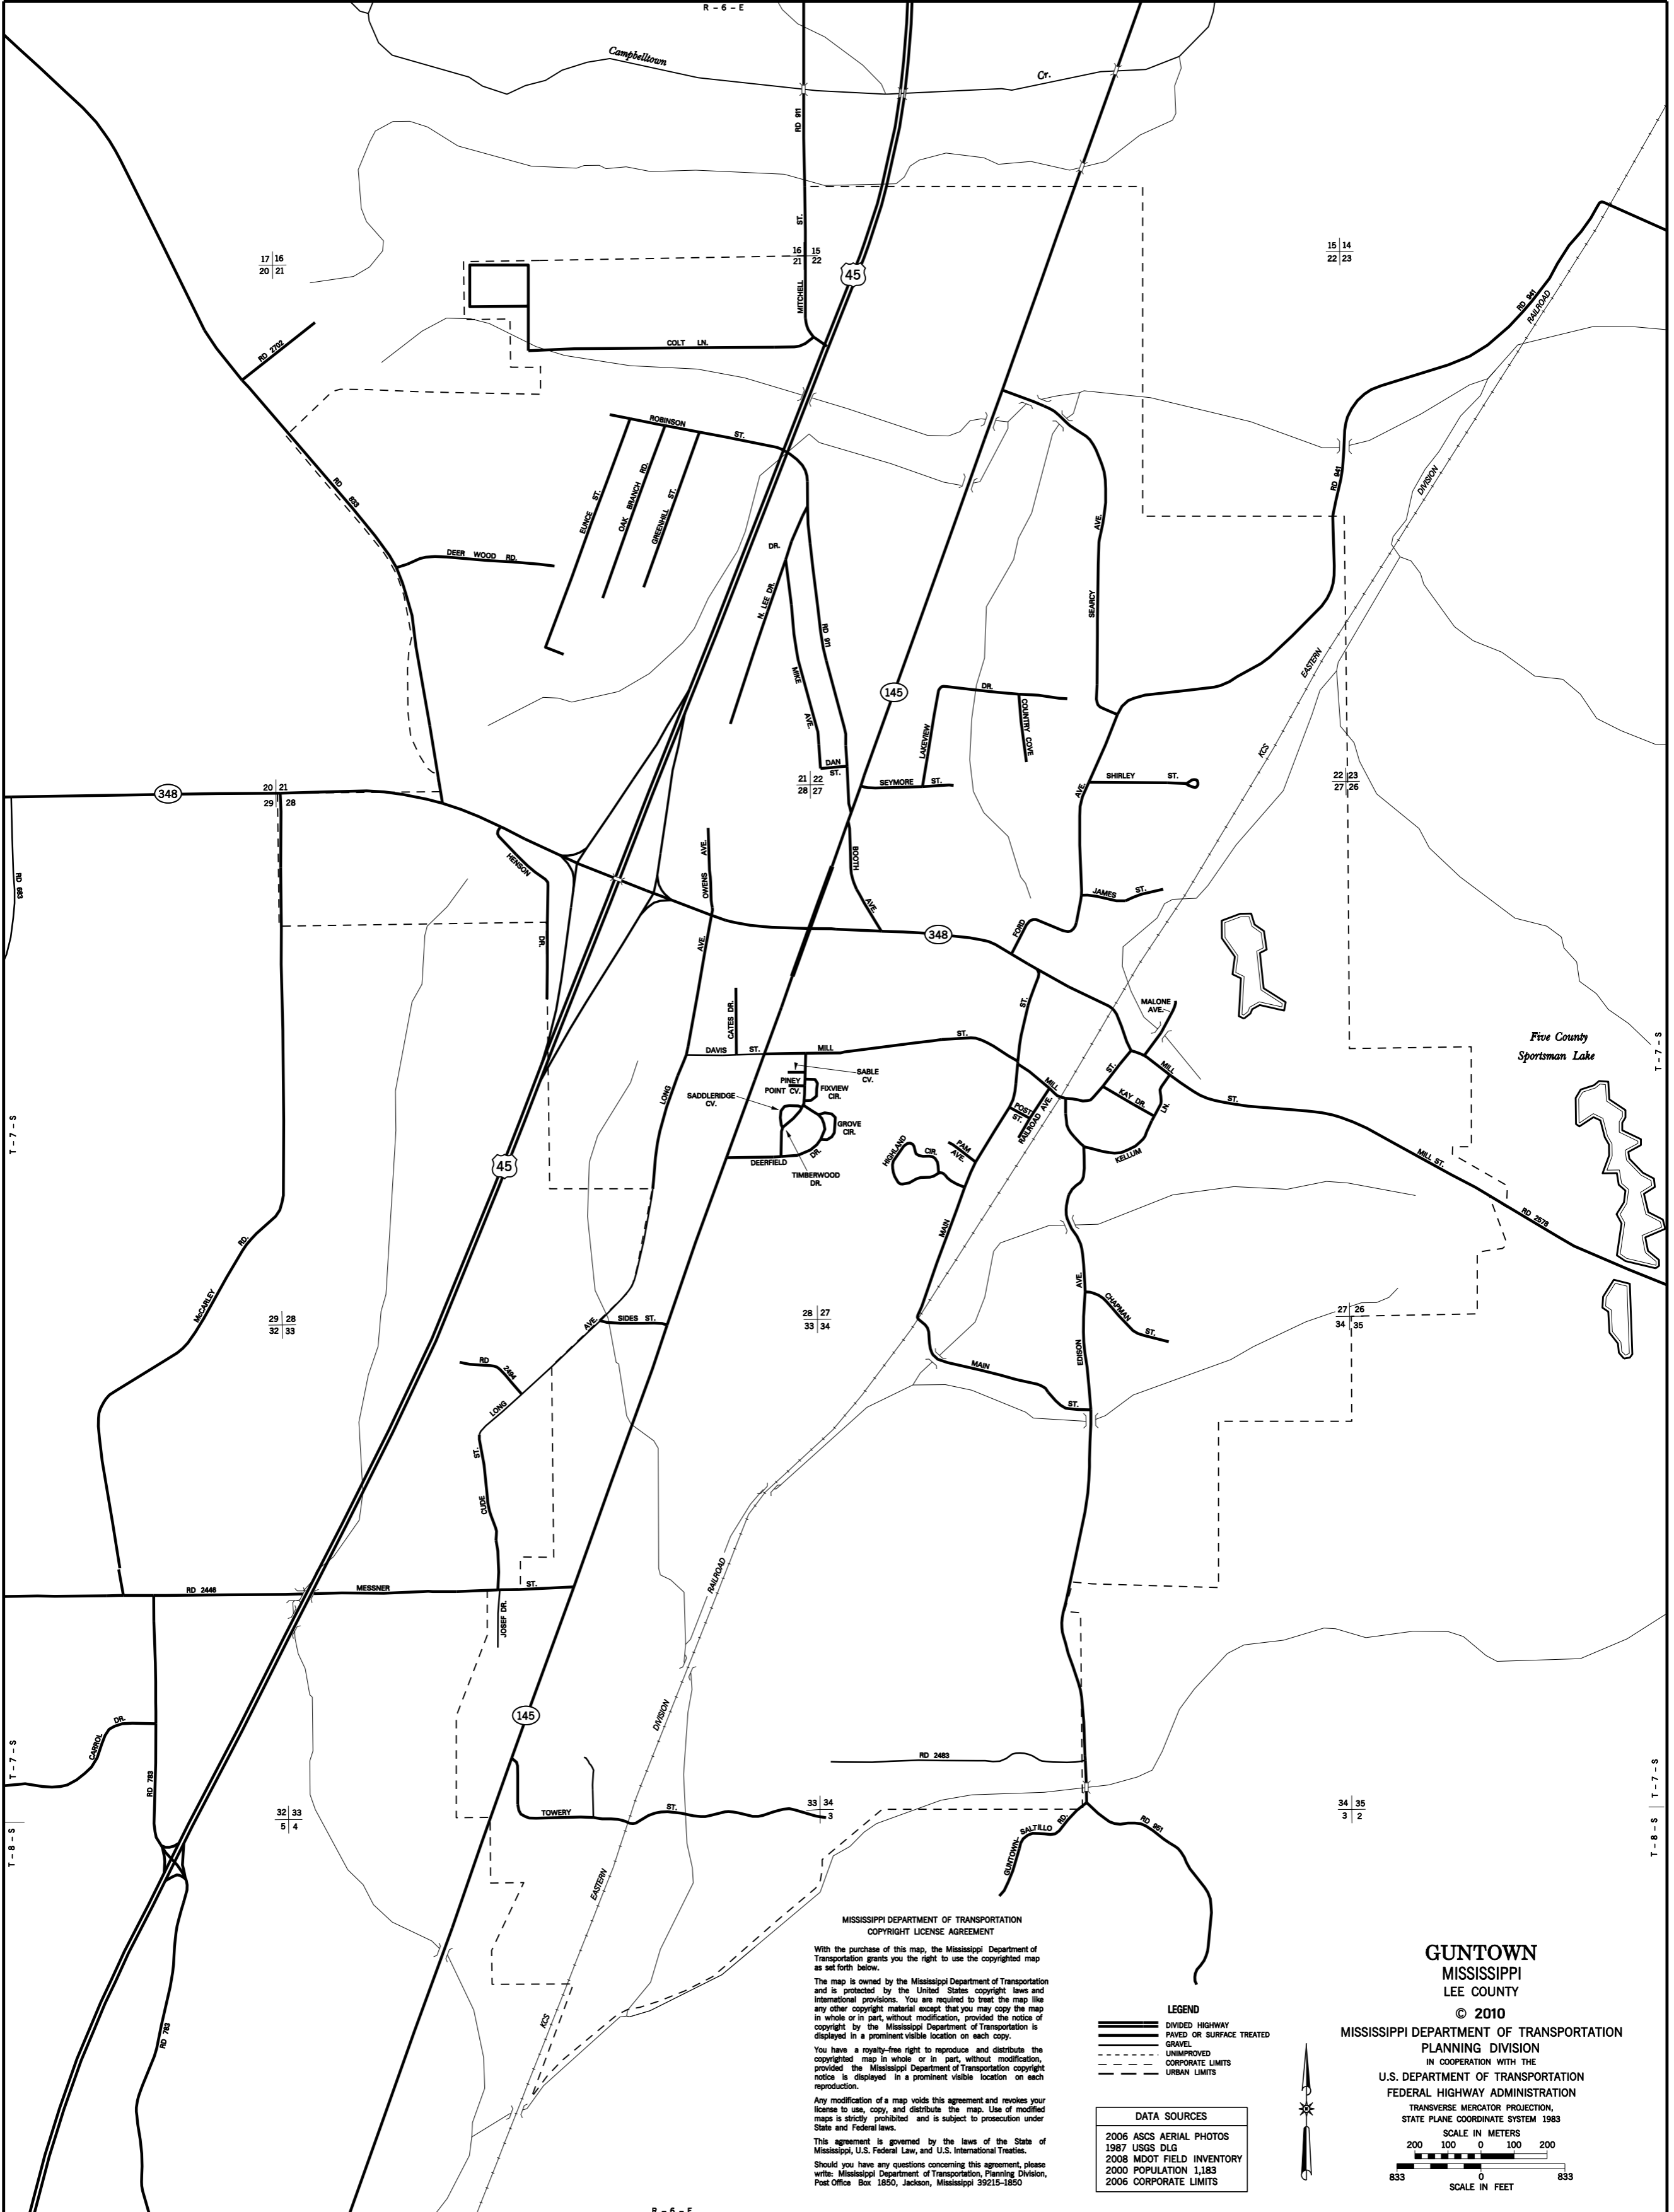 R - 6 - E
Campbelltown
Cr.
RD 911
ST.
MITCHELL
16 15
21 22
45
17 16
20 21
15 14
22 23
RD 941
RAILROAD
RD 2702
COLT LN.
ROBINSON
ST.
EUNCE ST.
OAK BRANCH RD.
GREENHILL ST.
RD 833
DEER WOOD RD.
DR.
N. LEE DR.
RD 911
MIKE
AVE.
DAN
ST.
AVE.
SEARCY
RD 941
DIVISION
EASTERN
KCS
145
DR.
LAKEVIEW
COUNTRY COVE
SEYMORE ST.
SHIRLEY ST.
AVE.
21 22
28 27
22 23
27 26
348
20 21
29 28
RD 683
HENSON
DR.
OWENS AVE.
AVE.
BOOTH
AVE.
348
FORD
JAMES ST.
MALONE
AVE.
Five County
Sportsman Lake
T - 7 - S
T - 7 - S
CATES DR.
DAVIS ST.
MILL
ST.
ST.
LONG
SABLE
CV.
PINEY
POINT CV.
FIXVIEW
CIR.
SADDLERIDGE
CV.
GROVE
CIR.
DEERFIELD
DR.
TIMBERWOOD
DR.
HIGHLAND
CIR.
PAM
AVE.
POST
ST.
RAILROAD AVE.
MILL
ST.
KAY DR.
LN.
KELLUM
MILL
ST.
MILL ST.
RD 2578
45
MAIN
RD.
McCARLEY
29 28
32 33
28 27
33 34
27 26
34 35
AVE.
SIDES ST.
RD 2494
LONG
ST.
CUDE
AVE.
CHAPMAN
ST.
EDISON
MAIN
ST.
RD 2446
MESSNER
ST.
JOSEF DR.
RAILROAD
DIVISION
145
CARROL
DR.
RD 783
T - 7 - S
T - 8 - S
T - 7 - S
T - 8 - S
32 33
5 4
33 34
3
34 35
3 2
RD 2483
TOWERY
ST.
GUNTOWN- SALTILLO RD.
RD 961
EASTERN
KCS
RD 783
MISSISSIPPI DEPARTMENT OF TRANSPORTATION
COPYRIGHT LICENSE AGREEMENT
With the purchase of this map, the Mississippi Department of
Transportation grants you the right to use the copyrighted map
as set forth below.
The map is owned by the Mississippi Department of Transportation
and is protected by the United States copyright laws and
international provisions. You are required to treat the map like
any other copyright material except that you may copy the map
in whole or in part, without modification, provided the notice of
copyright by the Mississippi Department of Transportation is
displayed in a prominent visible location on each copy.
You have a royalty-free right to reproduce and distribute the
copyrighted map in whole or in part, without modification,
provided the Mississippi Department of Transportation copyright
notice is displayed in a prominent visible location on each
reproduction.
Any modification of a map voids this agreement and revokes your
license to use, copy, and distribute the map. Use of modified
maps is strictly prohibited and is subject to prosecution under
State and Federal laws.
This agreement is governed by the laws of the State of
Mississippi, U.S. Federal Law, and U.S. International Treaties.
Should you have any questions concerning this agreement, please
write: Mississippi Department of Transportation, Planning Division,
Post Office Box 1850, Jackson, Mississippi 39215-1850
LEGEND
DIVIDED HIGHWAY
PAVED OR SURFACE TREATED
GRAVEL
UNIMPROVED
CORPORATE LIMITS
URBAN LIMITS
DATA SOURCES
2006 ASCS AERIAL PHOTOS
1987 USGS DLG
2008 MDOT FIELD INVENTORY
2000 POPULATION 1,183
2006 CORPORATE LIMITS
GUNTOWN
MISSISSIPPI
LEE COUNTY
© 2010
MISSISSIPPI DEPARTMENT OF TRANSPORTATION
PLANNING DIVISION
IN COOPERATION WITH THE
U.S. DEPARTMENT OF TRANSPORTATION
FEDERAL HIGHWAY ADMINISTRATION
TRANSVERSE MERCATOR PROJECTION,
STATE PLANE COORDINATE SYSTEM 1983
SCALE IN METERS
200 100 0 100 200
833 0 833
SCALE IN FEET
R - 6 - E